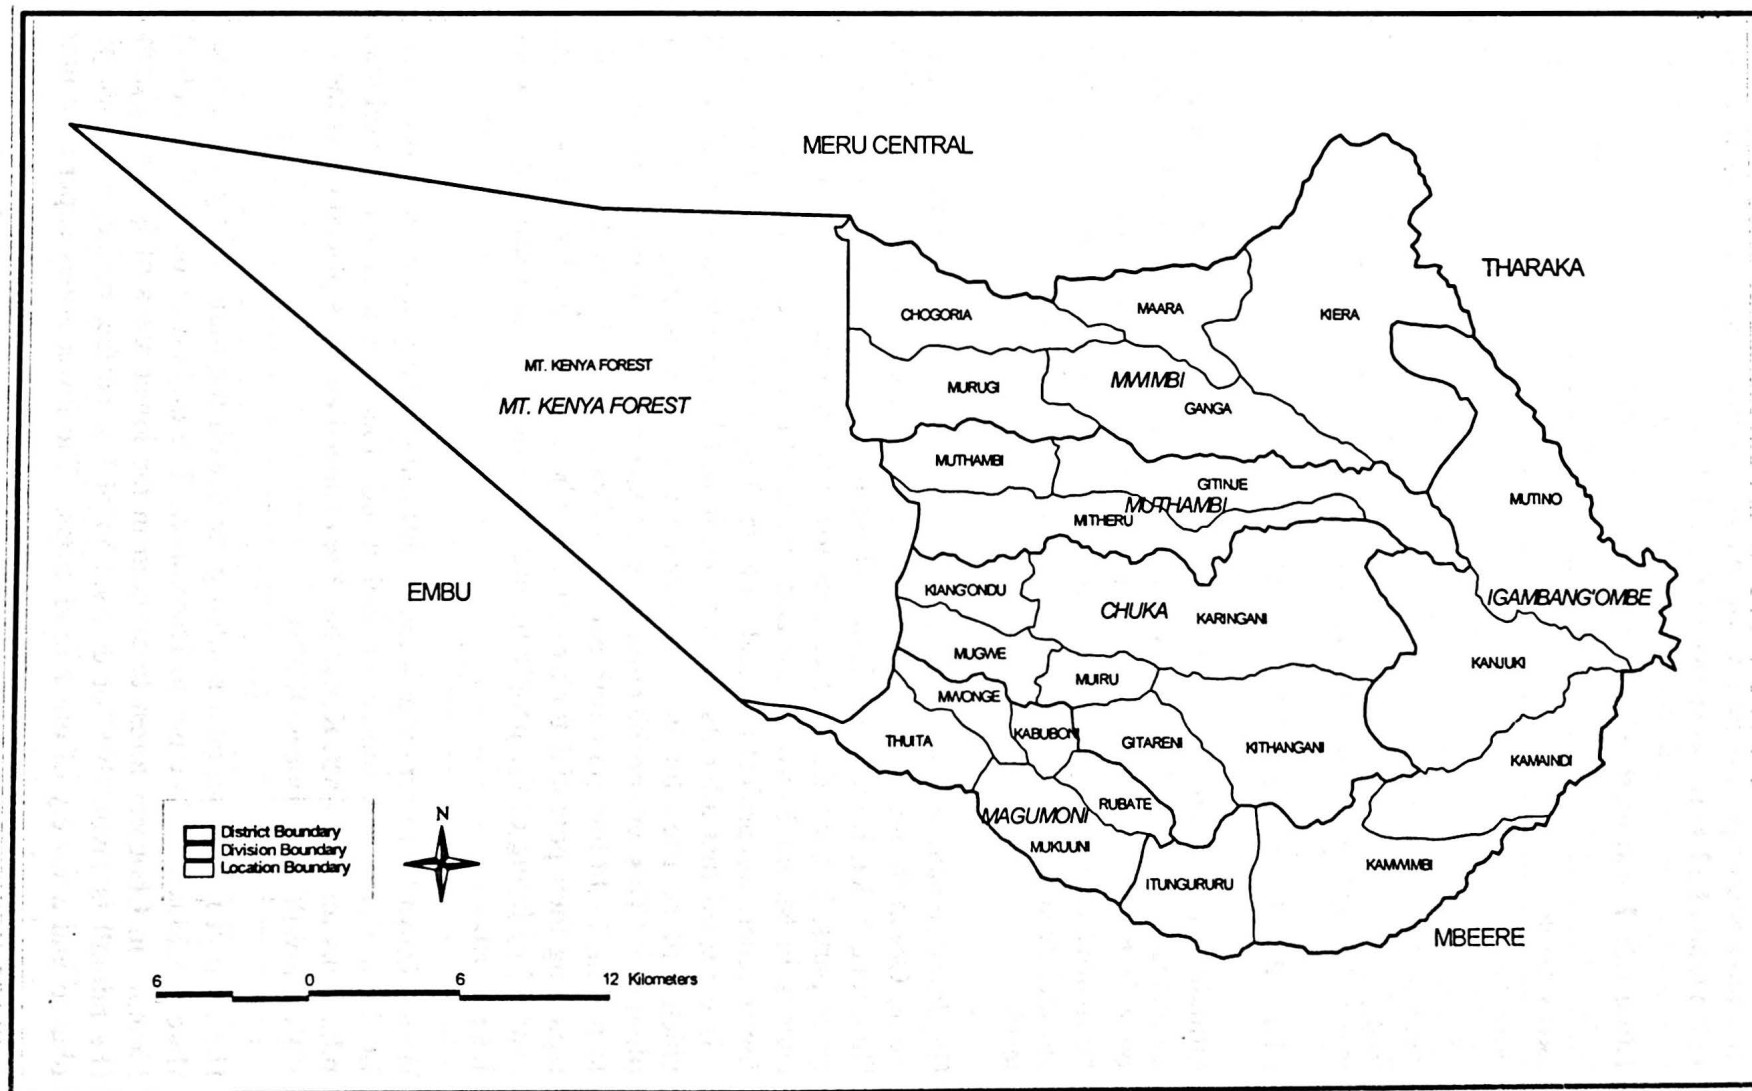 MERU CENTRAL
THARAKA
CHOGORIA
MAARA
KIERA
MT. KENYA FOREST
MT. KENYA FOREST
MURUGI
MWIMBI
GANGA
MUTHAMBI
GITINJE
MUTHAMBI
MITHERU
MUTINO
EMBU
KIANG'ONDU
CHUKA
KARINGANI
IGAMBANG'OMBE
MUGWE
MUIRU
KANJUKI
MWONGE
THUITA
KABUBONI
GITARENI
KITHANGANI
KAMAINDI
RUBATE
MAGUMONI
MUKUUNI
ITUNGURURU
KAMWIMBI
MBEERE
District Boundary
Division Boundary
Location Boundary
N
6 0 6 12 Kilometers